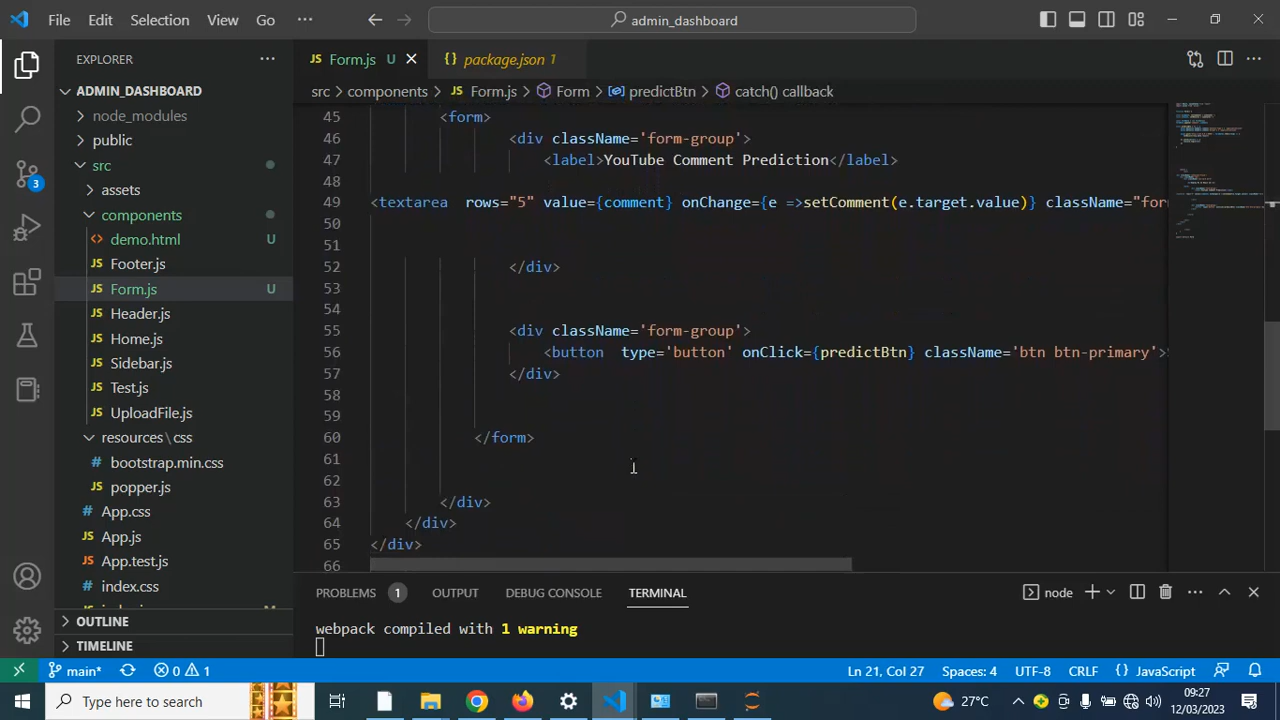 File Edit Selection View Go ··· admin_dashboard
EXPLORER ···
ADMIN_DASHBOARD
node_modules
public
src
assets
components
demo.html U
Footer.js
Form.js U
Header.js
Home.js
Sidebar.js
Test.js
UploadFile.js
resources\css
bootstrap.min.css
popper.js
App.css
App.js
App.test.js
index.css
OUTLINE
TIMELINE
3
JS Form.js U {} package.json 1
src > components > JS Form.js > Form > predictBtn > catch() callback
45 <form>
46 div className='form-group'>
47 <label>YouTube Comment Prediction</label>
48
49 <textarea rows="5" value={comment} onChange={e =>setComment(e.target.value)} className="for
50
51
52 </div>
53
54
55 <div className='form-group'>
56 <button type='button' onClick={predictBtn} className='btn btn-primary'>
57 </div>
58
59
60 </form>
61
62
63 </div>
64 </div>
65 </div>
66
PROBLEMS 1 OUTPUT DEBUG CONSOLE TERMINAL node
webpack compiled with 1 warning
main* 0 1 Ln 21, Col 27 Spaces: 4 UTF-8 CRLF {} JavaScript
Type here to search 27°C 09:27
12/03/2023